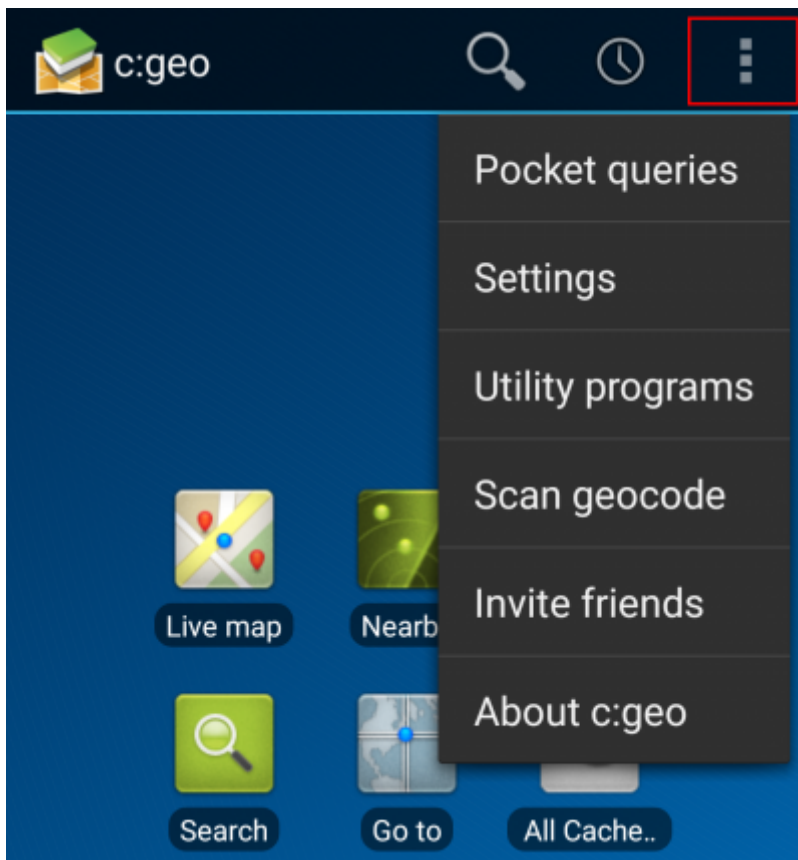 c:geo
Pocket queries
Settings
Utility programs
Scan geocode
Invite friends
About c:geo
Live map
Nearb
Search
Go to
All Cache..